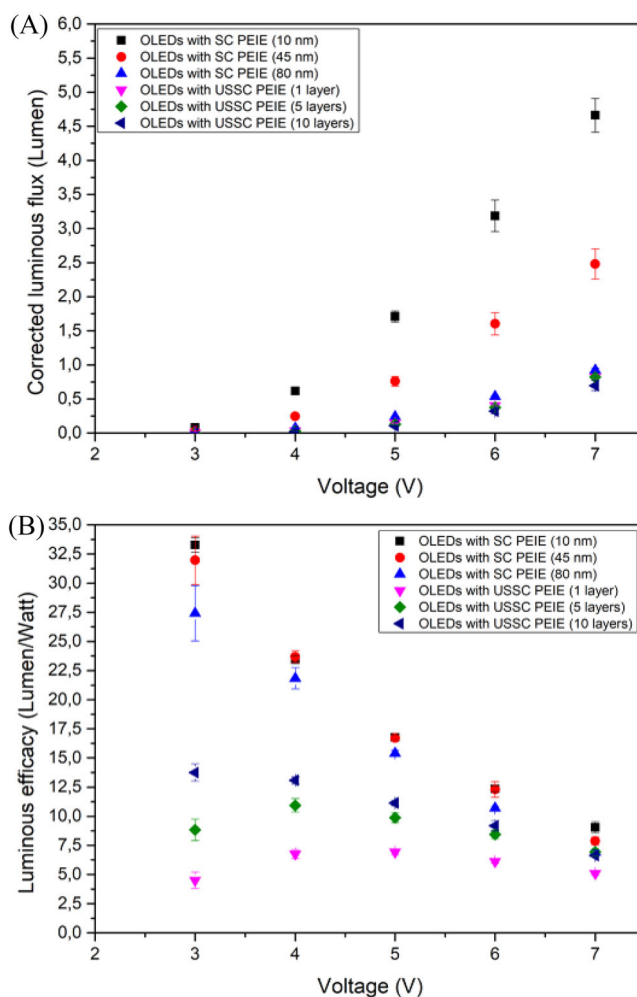 (A)
6,0
5,5
5,0
4,5
4,0
3,5
3,0
2,5
2,0
1,5
1,0
0,5
0,0
Corrected luminous flux (Lumen)
OLEDs with SC PEIE (10 nm)
OLEDs with SC PEIE (45 nm)
OLEDs with SC PEIE (80 nm)
OLEDs with USSC PEIE (1 layer)
OLEDs with USSC PEIE (5 layers)
OLEDs with USSC PEIE (10 layers)
2 3 4 5 6 7
Voltage (V)
(B)
35,0
32,5
30,0
27,5
25,0
22,5
20,0
17,5
15,0
12,5
10,0
7,5
5,0
2,5
0,0
Luminous efficacy (Lumen/Watt)
OLEDs with SC PEIE (10 nm)
OLEDs with SC PEIE (45 nm)
OLEDs with SC PEIE (80 nm)
OLEDs with USSC PEIE (1 layer)
OLEDs with USSC PEIE (5 layers)
OLEDs with USSC PEIE (10 layers)
2 3 4 5 6 7
Voltage (V)